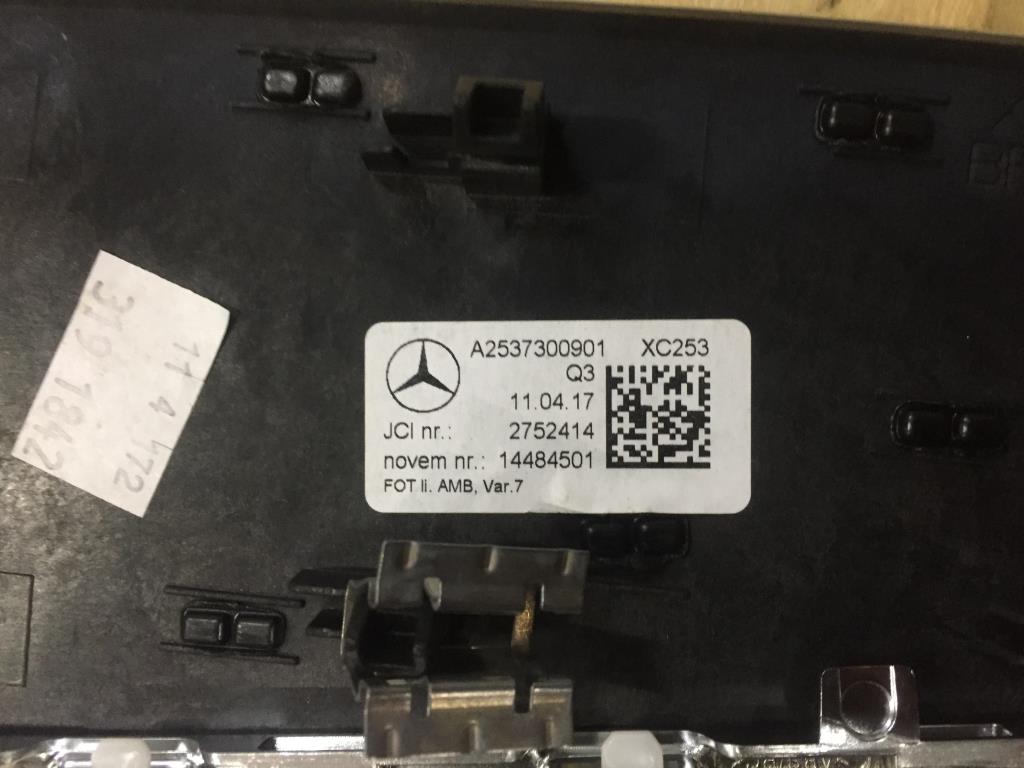 A2537300901 XC253
Q3
11.04.17
JCI nr.: 2752414
novem nr.: 14484501
FOT li. AMB, Var.7
11 4 172
319 1842